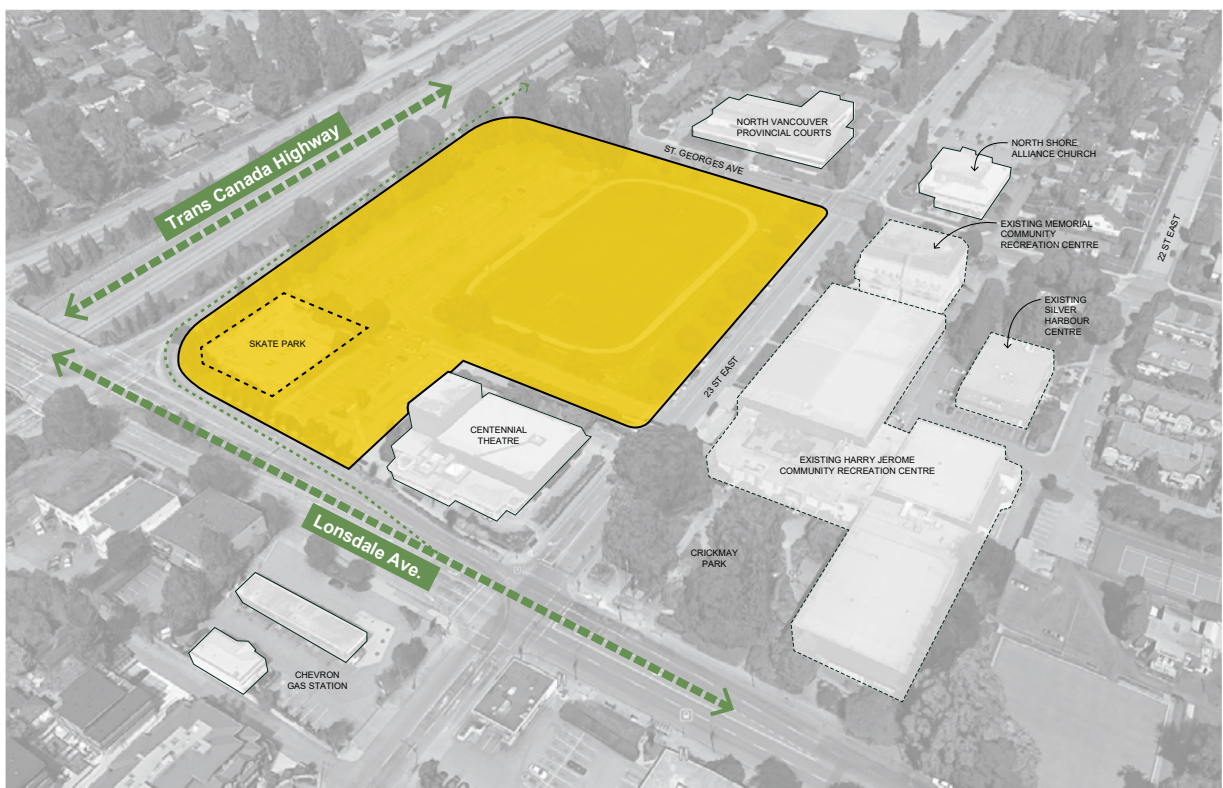 Trans Canada Highway
NORTH VANCOUVER
PROVINCIAL COURTS
ST. GEORGES AVE
NORTH SHORE
ALLIANCE CHURCH
EXISTING MEMORIAL
COMMUNITY
RECREATION CENTRE
22 ST EAST
EXISTING
SILVER
HARBOUR
CENTRE
SKATE PARK
23 ST EAST
CENTENNIAL
THEATRE
EXISTING HARRY JEROME
COMMUNITY RECREATION CENTRE
Lonsdale Ave.
CRICKMAY
PARK
CHEVRON
GAS STATION